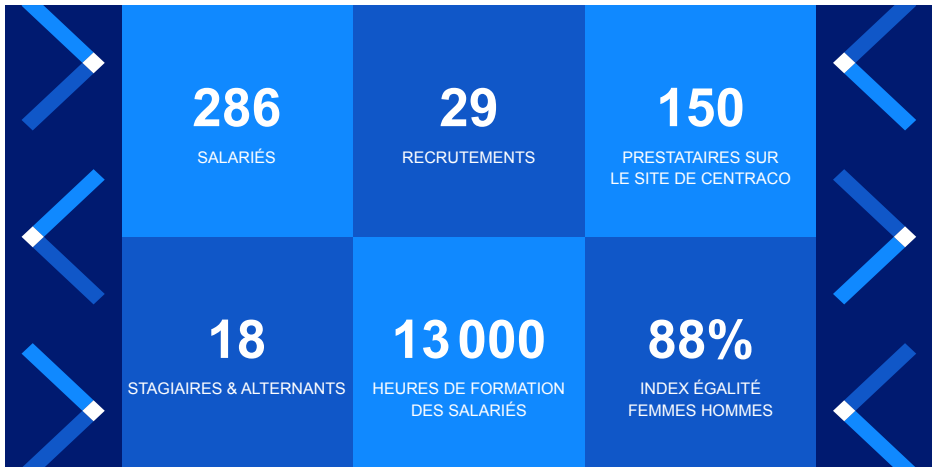 286
SALARIÉS
29
RECRUTEMENTS
150
PRESTATAIRES SUR
LE SITE DE CENTRACO
18
STAGIAIRES & ALTERNANTS
13 000
HEURES DE FORMATION
DES SALARIÉS
88%
INDEX ÉGALITÉ
FEMMES HOMMES